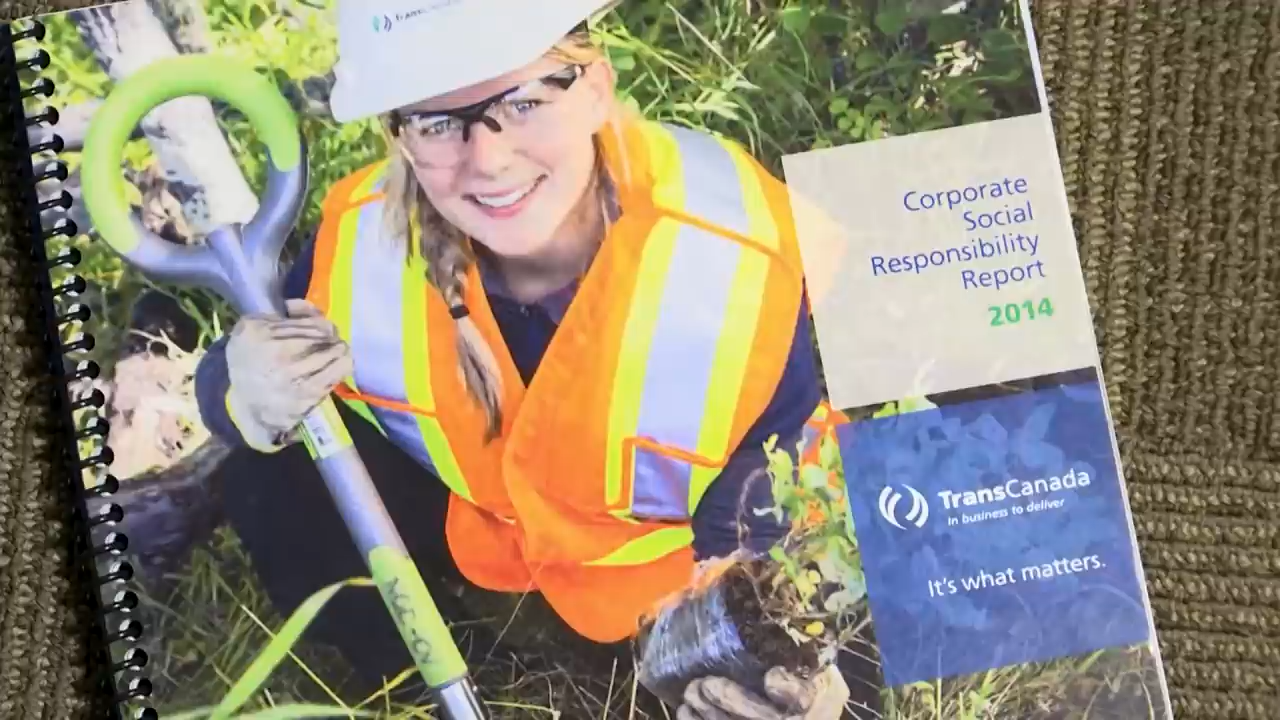 Corporate
Social
Responsibility
Report
2014
TransCanada
In business to deliver
It's what matters.